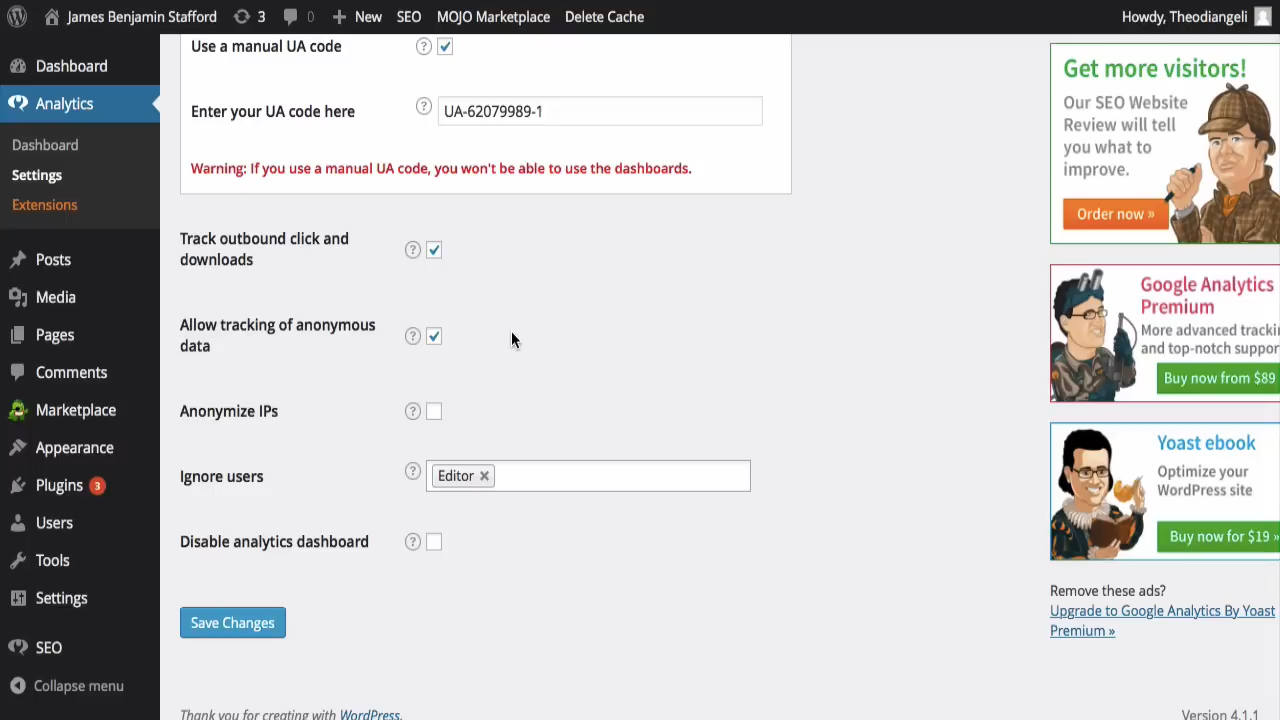 James Benjamin Stafford 3 0 New SEO MOJO Marketplace Delete Cache Howdy, Theodiangeli
Dashboard
Analytics
Dashboard
Settings
Extensions
Posts
Media
Pages
Comments
Marketplace
Appearance
Plugins 3
Users
Tools
Settings
SEO
Collapse menu
Use a manual UA code ?
Enter your UA code here ? UA-62079989-1
Warning: If you use a manual UA code, you won't be able to use the dashboards.
Track outbound click and
downloads ?
Allow tracking of anonymous
data ?
Anonymize IPs ?
Ignore users ? Editor ×
Disable analytics dashboard ?
Save Changes
Thank you for creating with WordPress.
Version 4.1.1
Get more visitors!
Our SEO Website
Review will tell
you what to
improve.
Order now »
Google Analytics
Premium
More advanced trackin
and top-notch suppor
Buy now from $89
Yoast ebook
Optimize your
WordPress site
Buy now for $19 »
Remove these ads?
Upgrade to Google Analytics By Yoast
Premium »